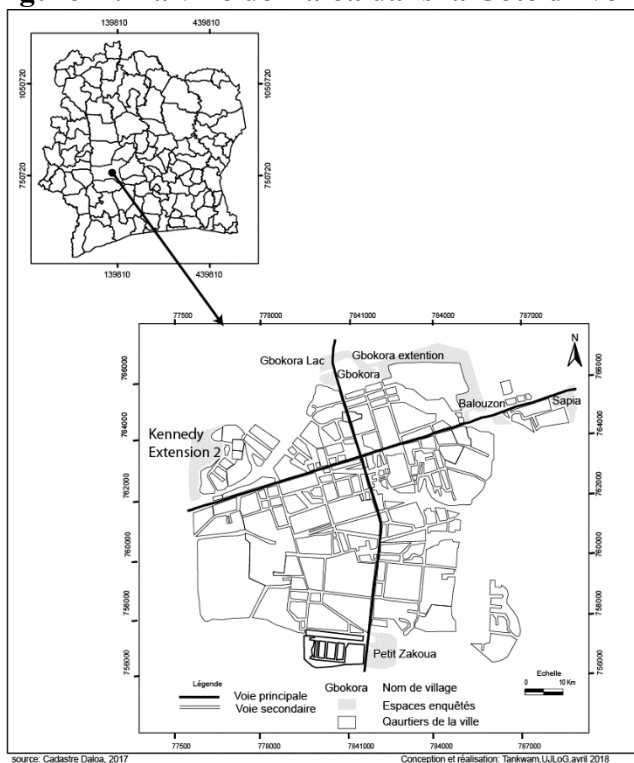 139810 439810
1050720 1050720
750720 750720
139810 439810
77500 778000 7841000 784000 787000
N
766000 Gbokora Lac Gbokora extention 766000
Gbokora
Balouzon Sapia
764000 764000
Kennedy
Extension 2
762000 762000
760000 760000
758000 758000
756000 Petit Zakoua 756000
Légende
Voie principale
Voie secondaire
Gbokora Nom de village
Espaces enquêtés
Qaurtiers de la ville
Echelle
0 10 Km
77500 778000 7841000 784000 787000
source: Cadastre Daloa, 2017 Conception et réalisation: Tankwam,UJLoG,avril 2018